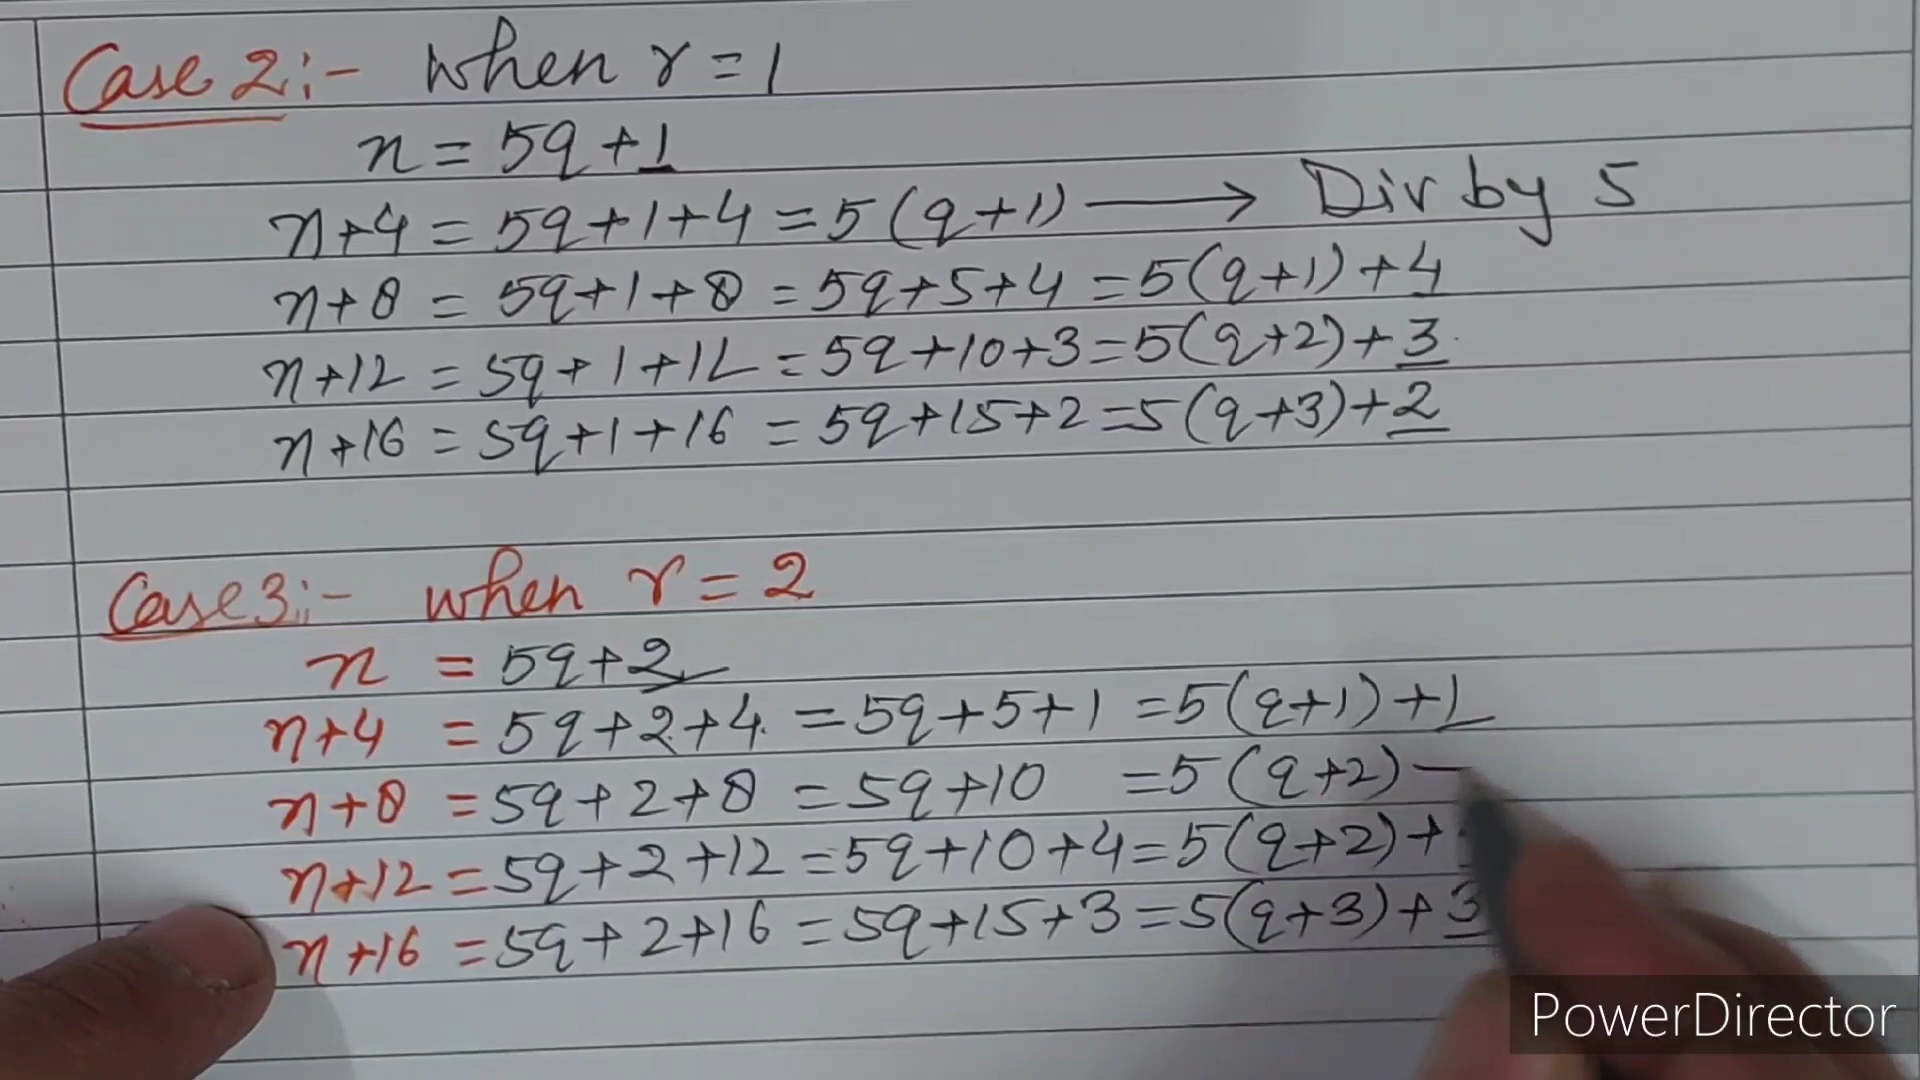 Case 2:- when r = 1
n = 5q + 1
n+4 = 5q+1+4 = 5(q+1) ⟶ Div by 5
n+8 = 5q+1+8 = 5q+5+4 = 5(q+1)+4
n+12 = 5q+1+12 = 5q+10+3 = 5(q+2)+3
n+16 = 5q+1+16 = 5q+15+2 = 5(q+3)+2
Case 3:- when r = 2
n = 5q+2
n+4 = 5q+2+4 = 5q+5+1 = 5(q+1)+1
n+8 = 5q+2+8 = 5q+10 = 5(q+2) —
n+12 = 5q+2+12 = 5q+10+4 = 5(q+2)+
n+16 = 5q+2+16 = 5q+15+3 = 5(q+3)+3
PowerDirector